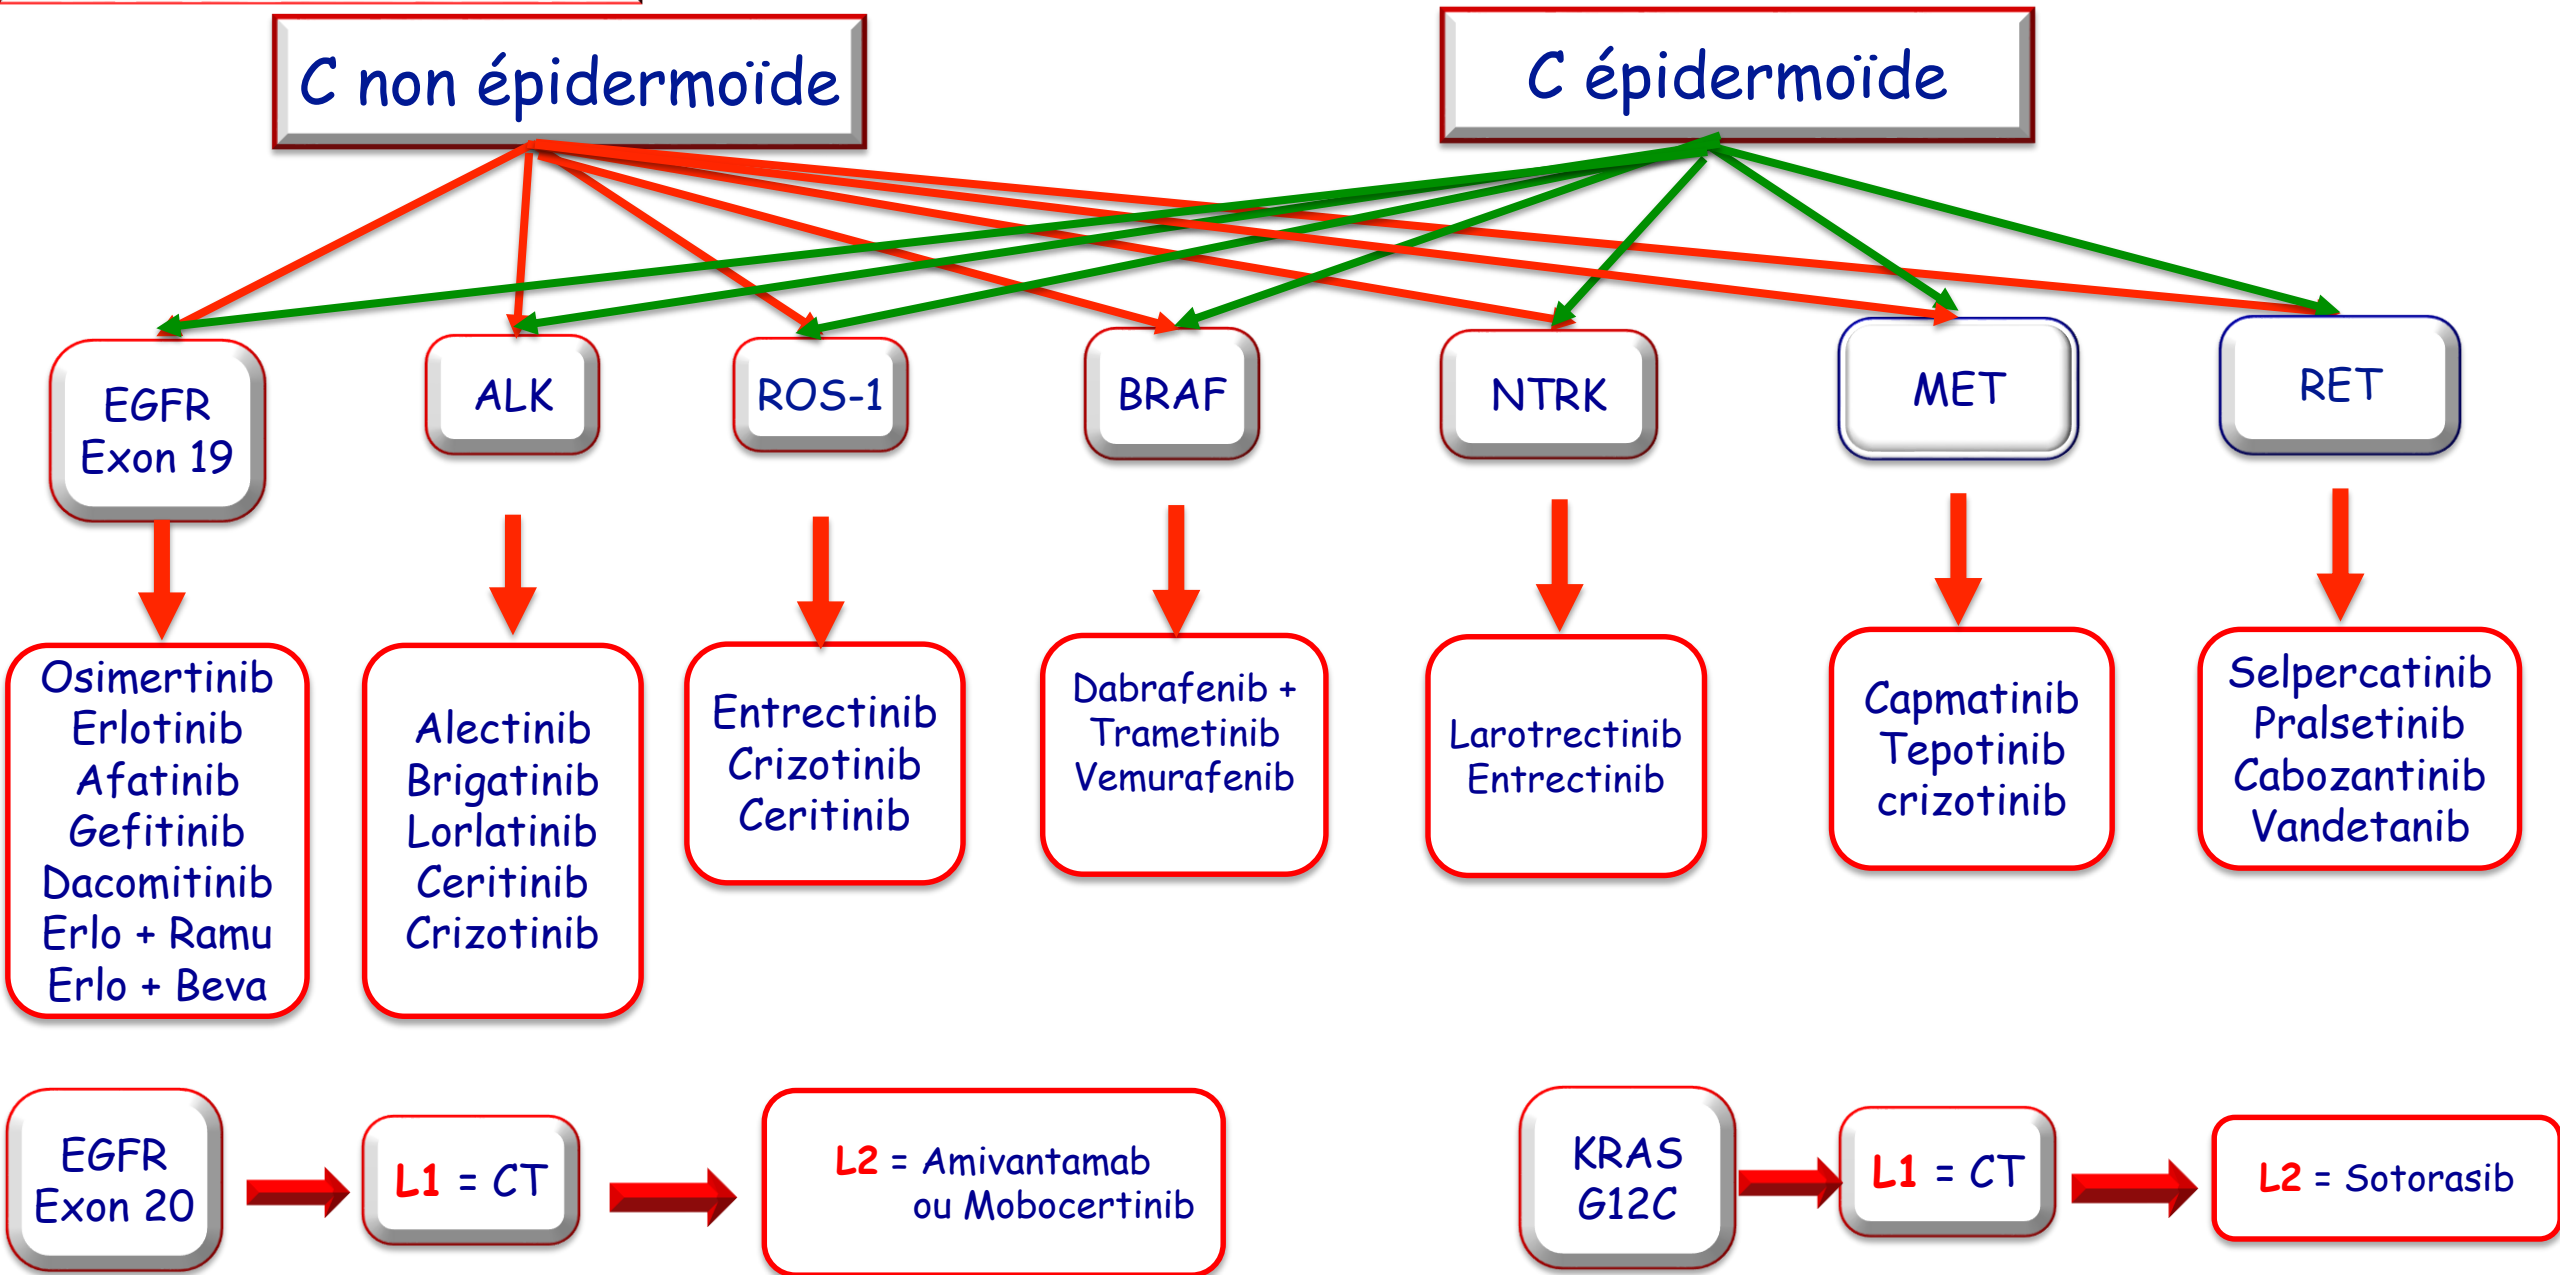 C non épidermoïde
C épidermoïde
EGFR
Exon 19
ALK
ROS-1
BRAF
NTRK
MET
RET
Osimertinib
Erlotinib
Afatinib
Gefitinib
Dacomitinib
Erlo + Ramu
Erlo + Beva
Alectinib
Brigatinib
Lorlatinib
Ceritinib
Crizotinib
Entrectinib
Crizotinib
Ceritinib
Dabrafenib +
Trametinib
Vemurafenib
Larotrectinib
Entrectinib
Capmatinib
Tepotinib
crizotinib
Selpercatinib
Pralsetinib
Cabozantinib
Vandetanib
EGFR
Exon 20
L1 = CT
L2 = Amivantamab
ou Mobocertinib
KRAS
G12C
L1 = CT
L2 = Sotorasib